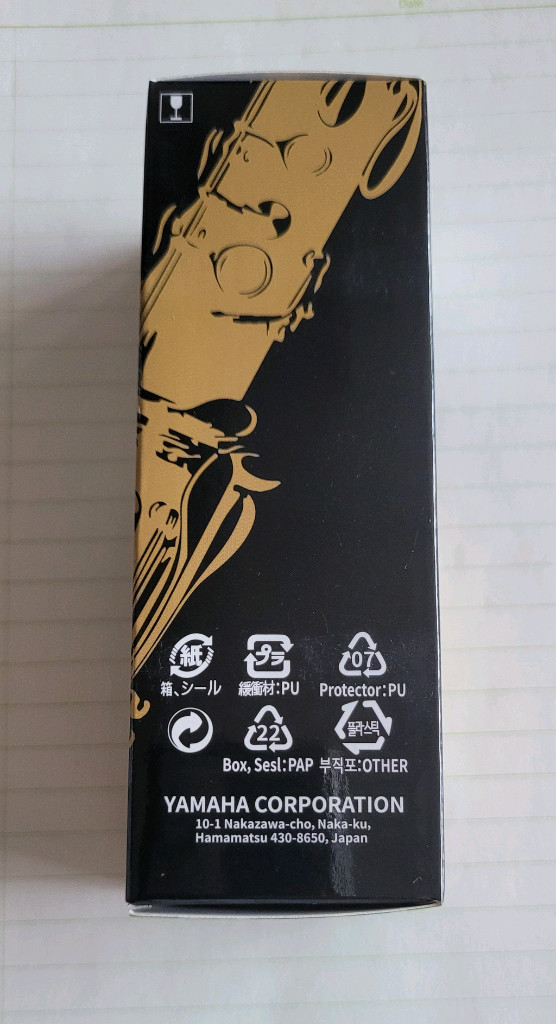 紙 プラ 07
箱、シール 緩衝材:PU Protector:PU
22 플라스틱
Box, Sesl:PAP 부직포:OTHER
YAMAHA CORPORATION
10-1 Nakazawa-cho, Naka-ku,
Hamamatsu 430-8650, Japan